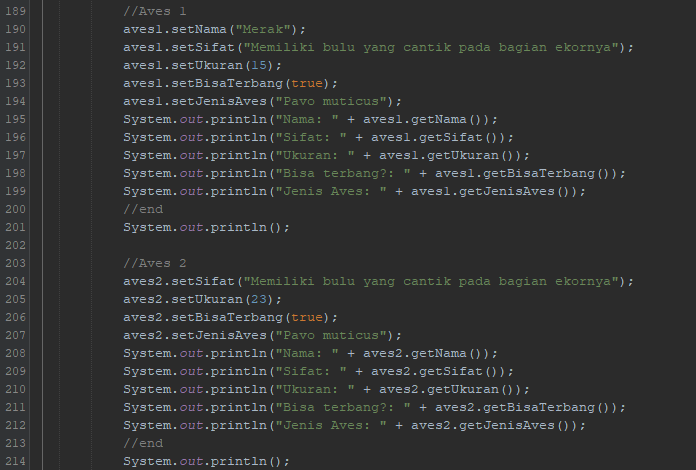 189 //Aves 1
190 aves1.setNama("Merak");
191 aves1.setSifat("Memiliki bulu yang cantik pada bagian ekornya");
192 aves1.setUkuran(15);
193 aves1.setBisaTerbang(true);
194 aves1.setJenisAves("Pavo muticus");
195 System.out.println("Nama: " + aves1.getNama());
196 System.out.println("Sifat: " + aves1.getSifat());
197 System.out.println("Ukuran: " + aves1.getUkuran());
198 System.out.println("Bisa terbang?: " + aves1.getBisaTerbang());
199 System.out.println("Jenis Aves: " + aves1.getJenisAves());
200 //end
201 System.out.println();
202
203 //Aves 2
204 aves2.setSifat("Memiliki bulu yang cantik pada bagian ekornya");
205 aves2.setUkuran(23);
206 aves2.setBisaTerbang(true);
207 aves2.setJenisAves("Pavo muticus");
208 System.out.println("Nama: " + aves2.getNama());
209 System.out.println("Sifat: " + aves2.getSifat());
210 System.out.println("Ukuran: " + aves2.getUkuran());
211 System.out.println("Bisa terbang?: " + aves2.getBisaTerbang());
212 System.out.println("Jenis Aves: " + aves2.getJenisAves());
213 //end
214 System.out.println();